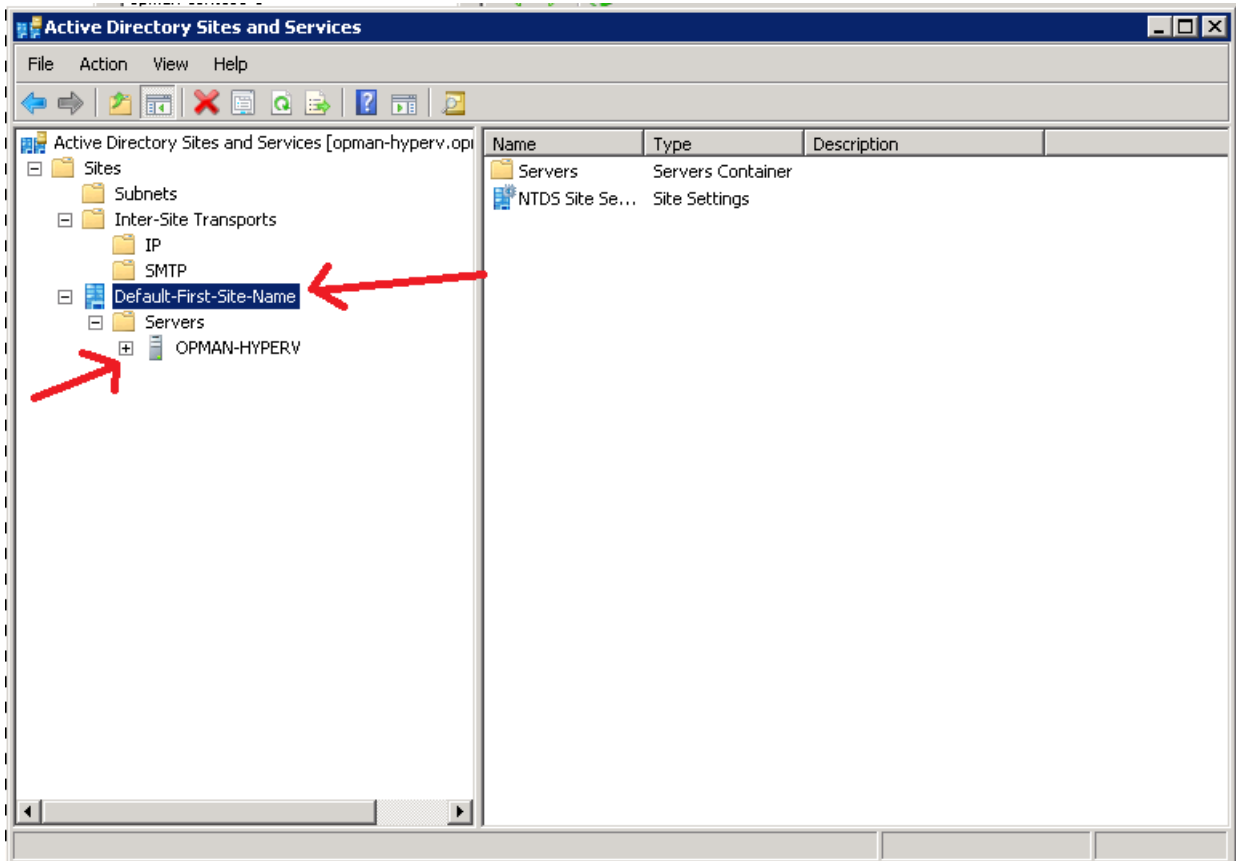 Active Directory Sites and Services
File Action View Help
Active Directory Sites and Services [opman-hyperv.opi
Sites
Subnets
Inter-Site Transports
IP
SMTP
Default-First-Site-Name
Servers
OPMAN-HYPERV
Name Type Description
Servers Servers Container
NTDS Site Se... Site Settings